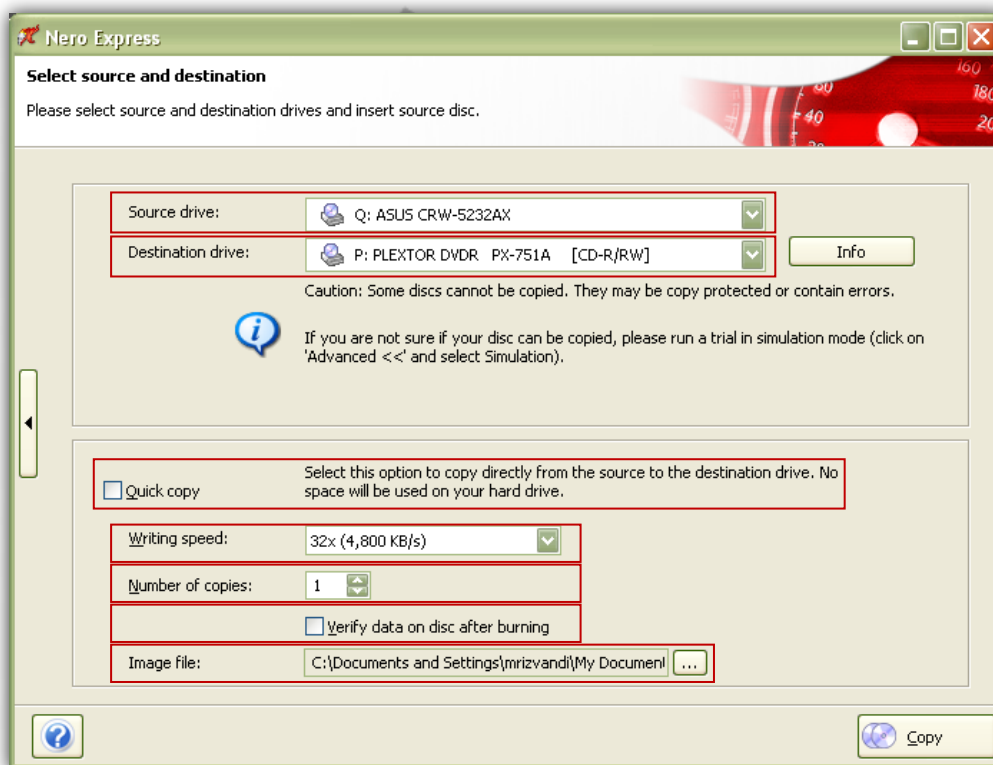 Nero Express
Select source and destination
Please select source and destination drives and insert source disc.
160
180
20
60
40
20
Source drive:
Q: ASUS CRW-5232AX
Destination drive:
P: PLEXTOR DVDR PX-751A [CD-R/RW]
Info
Caution: Some discs cannot be copied. They may be copy protected or contain errors.
If you are not sure if your disc can be copied, please run a trial in simulation mode (click on
'Advanced <<' and select Simulation).
Quick copy
Select this option to copy directly from the source to the destination drive. No
space will be used on your hard drive.
Writing speed:
32x (4,800 KB/s)
Number of copies:
1
Verify data on disc after burning
Image file:
C:\Documents and Settings\mrizvandi\My Documen
...
Copy